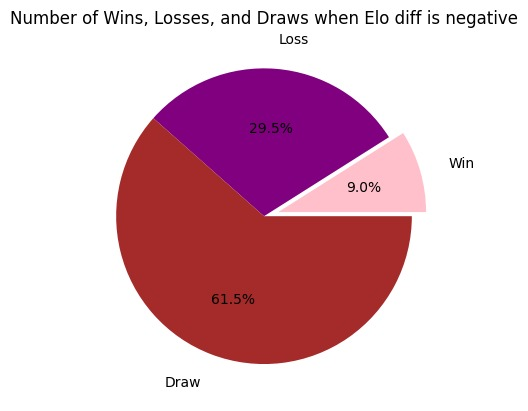 Number of Wins, Losses, and Draws when Elo diff is negative
Loss
29.5%
Win
9.0%
61.5%
Draw